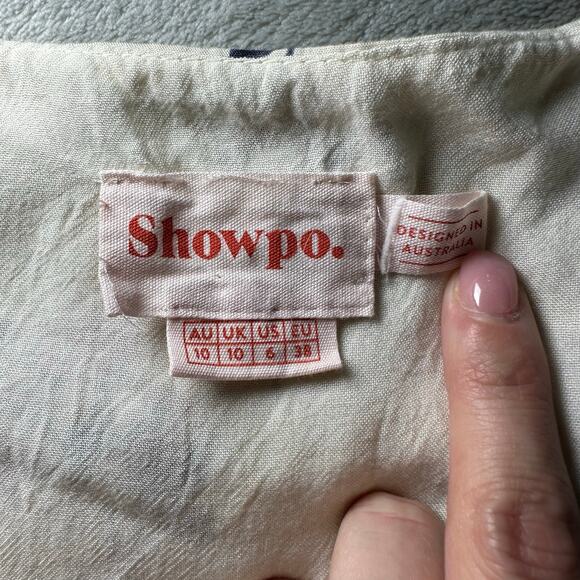 Showpo.
DESIGNED IN
AUSTRALIA
AU UK US EU
10 10 6 38